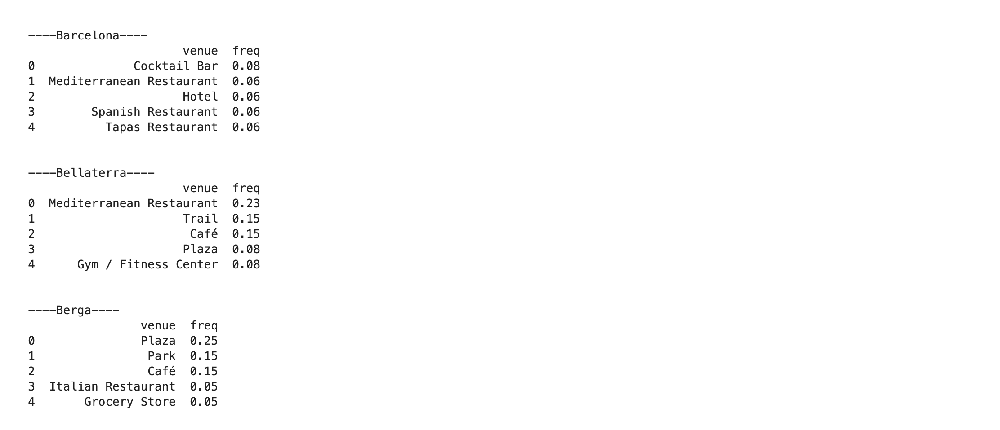 ----Barcelona----
                      venue  freq
0              Cocktail Bar  0.08
1  Mediterranean Restaurant  0.06
2                     Hotel  0.06
3        Spanish Restaurant  0.06
4          Tapas Restaurant  0.06
----Bellaterra----
                      venue  freq
0  Mediterranean Restaurant  0.23
1                     Trail  0.15
2                      Café  0.15
3                     Plaza  0.08
4      Gym / Fitness Center  0.08
----Berga----
                venue  freq
0               Plaza  0.25
1                Park  0.15
2                Café  0.15
3  Italian Restaurant  0.05
4       Grocery Store  0.05